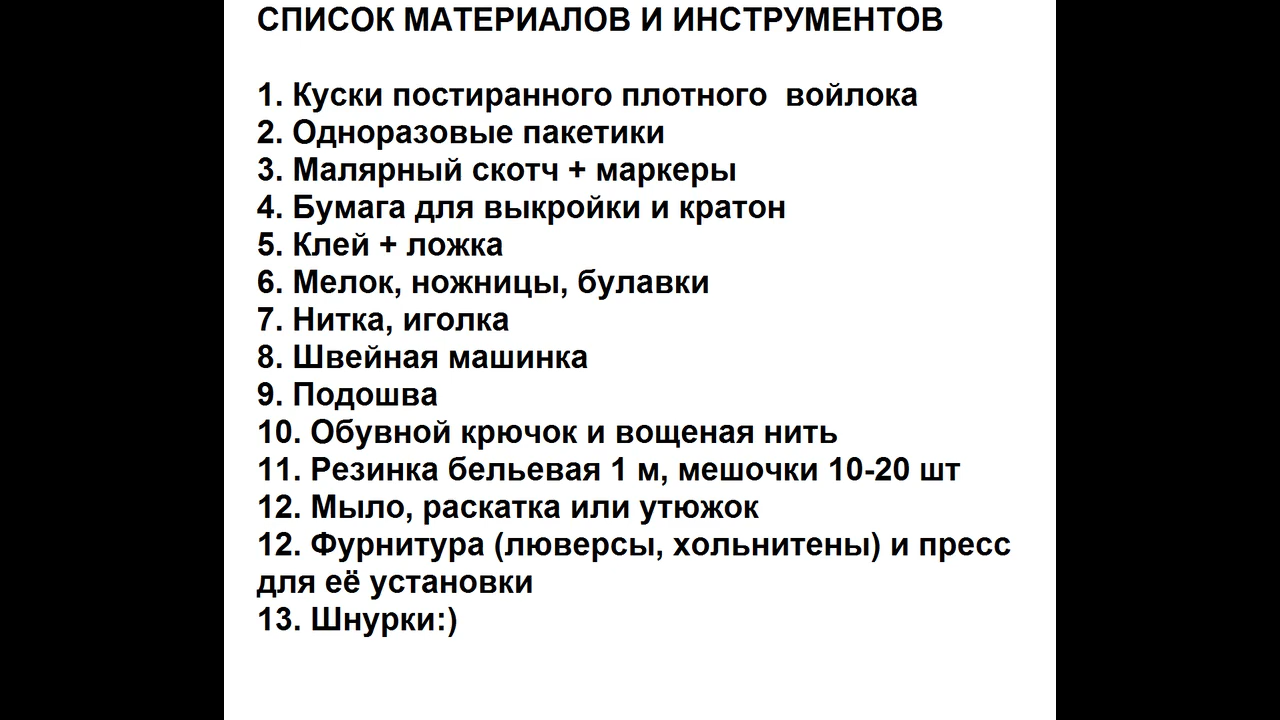 СПИСОК МАТЕРИАЛОВ И ИНСТРУМЕНТОВ
1. Куски постиранного плотного  войлока
2. Одноразовые пакетики
3. Малярный скотч + маркеры
4. Бумага для выкройки и кратон
5. Клей + ложка
6. Мелок, ножницы, булавки
7. Нитка, иголка
8. Швейная машинка
9. Подошва
10. Обувной крючок и вощеная нить
11. Резинка бельевая 1 м, мешочки 10-20 шт
12. Мыло, раскатка или утюжок
12. Фурнитура (люверсы, хольнитены) и пресс
для её установки
13. Шнурки:)